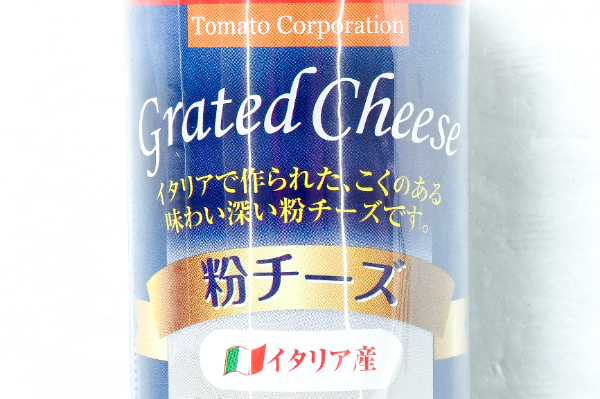 Tomato Corporation
Grated Cheese
イタリアで作られた、こくのある
味わい深い粉チーズです。
粉チーズ
イタリア産